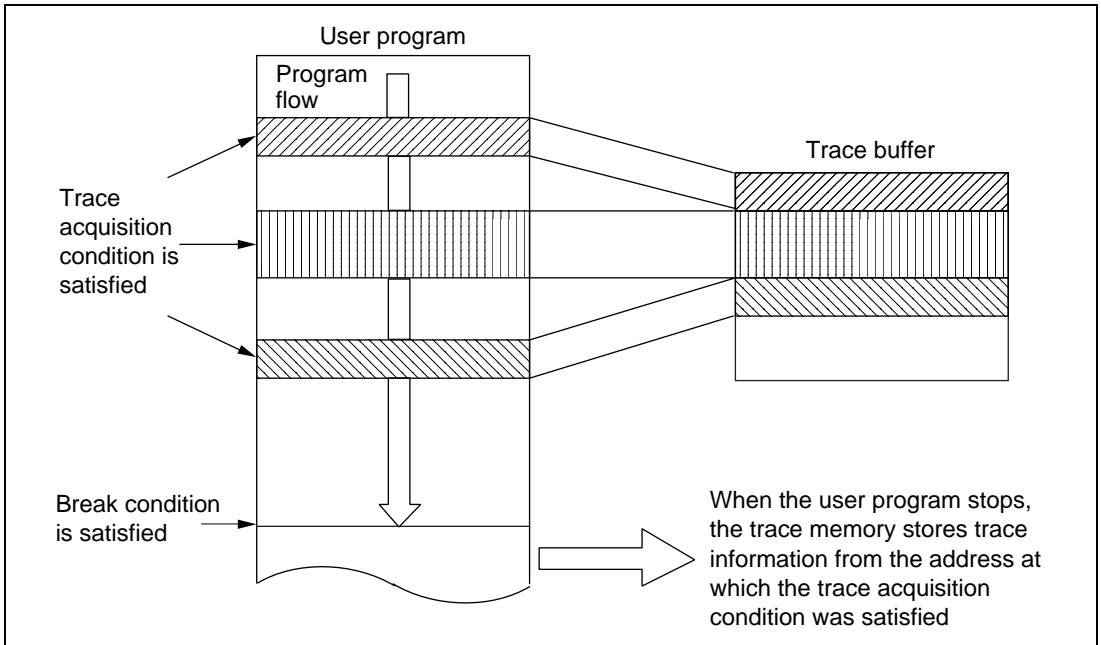 User program
Program
flow
Trace buffer
Trace
acquisition
condition is
satisfied
Break condition
is satisfied
When the user program stops,
the trace memory stores trace
information from the address at
which the trace acquisition
condition was satisfied